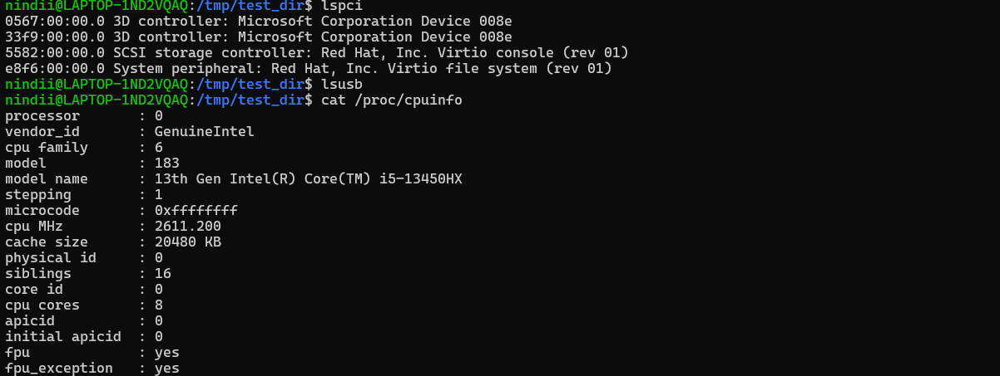 nindii@LAPTOP-1ND2VQAQ:/tmp/test_dir$ lspci
0567:00:00.0 3D controller: Microsoft Corporation Device 008e
33f9:00:00.0 3D controller: Microsoft Corporation Device 008e
5582:00:00.0 SCSI storage controller: Red Hat, Inc. Virtio console (rev 01)
e8f6:00:00.0 System peripheral: Red Hat, Inc. Virtio file system (rev 01)
nindii@LAPTOP-1ND2VQAQ:/tmp/test_dir$ lsusb
nindii@LAPTOP-1ND2VQAQ:/tmp/test_dir$ cat /proc/cpuinfo
processor       : 0
vendor_id       : GenuineIntel
cpu family      : 6
model           : 183
model name      : 13th Gen Intel(R) Core(TM) i5-13450HX
stepping        : 1
microcode       : 0xffffffff
cpu MHz         : 2611.200
cache size      : 20480 KB
physical id     : 0
siblings        : 16
core id         : 0
cpu cores       : 8
apicid          : 0
initial apicid  : 0
fpu             : yes
fpu_exception   : yes